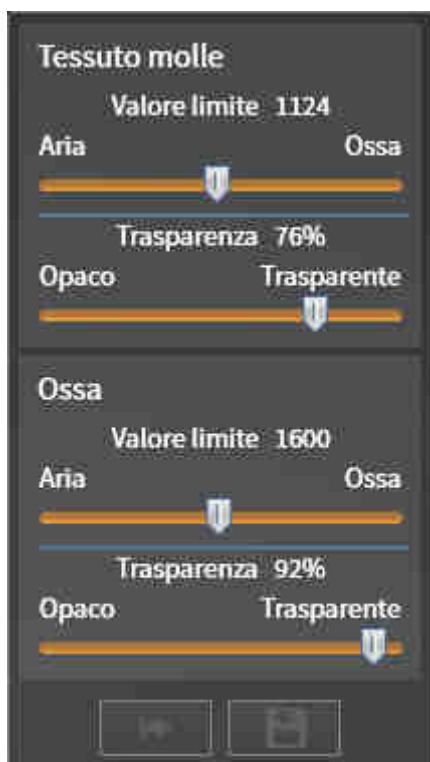 Tessuto molle
Valore limite 1124
Aria Ossa
Trasparenza 76%
Opaco Trasparente
Ossa
Valore limite 1600
Aria Ossa
Trasparenza 92%
Opaco Trasparente